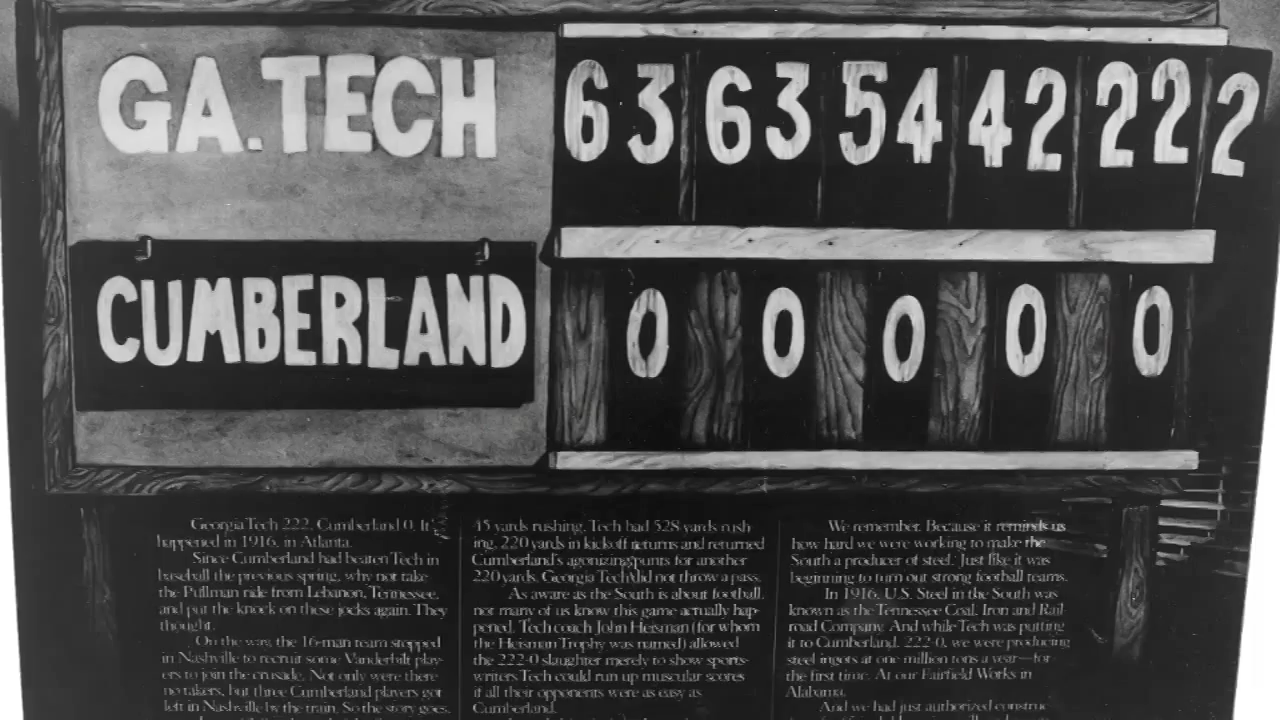 GA.TECH 63 63 54 42 222
CUMBERLAND 0 0 0 0 0
Georgia Tech 222, Cumberland 0. It
happened in 1916, in Atlanta.
Since Cumberland had beaten Tech in
baseball the previous spring, why not take
the Pullman ride from Lebanon, Tennessee,
and put the knock on these jocks again. They
thought.
On the way, the 16-man team stopped
in Nashville to recruit some Vanderbilt play-
ers to join the crusade. Not only were there
no takers, but three Cumberland players got
left in Nashville by the train. So the story goes.
45 yards rushing. Tech had 528 yards rush-
ing, 220 yards in kickoff returns and returned
Cumberland's agonizing punts for another
220 yards. Georgia Tech did not throw a pass.
As aware as the South is about football,
not many of us know this game actually hap-
pened. Tech coach John Heisman (for whom
the Heisman Trophy was named) allowed
the 222-0 slaughter merely to show sports-
writers Tech could run up muscular scores
if all their opponents were as easy as
Cumberland.
We remember. Because it reminds us
how hard we were working to make the
South a producer of steel. Just like it was
beginning to turn out strong football teams.
In 1916, U.S. Steel in the South was
known as the Tennessee Coal, Iron and Rail-
road Company. And while Tech was putting
it to Cumberland, 222-0, we were producing
steel ingots at one million tons a year—for
the first time. At our Fairfield Works in
Alabama.
And we had just authorized construc